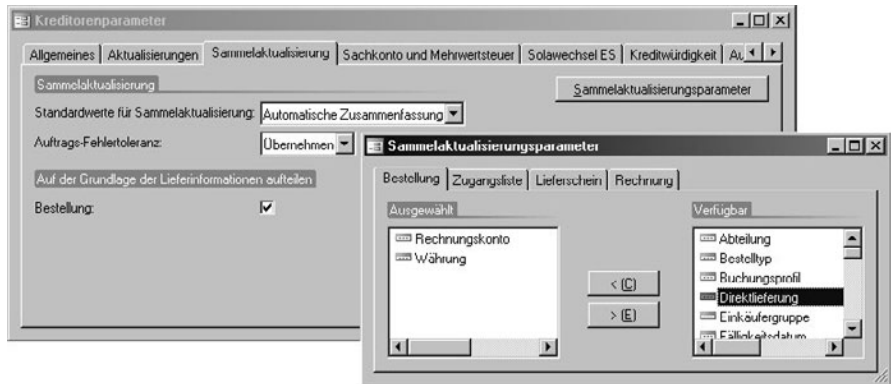 Kreditorenparameter
Allgemeines Aktualisierungen Sammelaktualisierung Sachkonto und Mehrwertsteuer Solawechsel ES Kreditwürdigkeit Au
Sammelaktualisierung
Sammelaktualisierungsparameter
Standardwerte für Sammelaktualisierung: Automatische Zusammenfassung
Auftrags-Fehlertoleranz: Übernehmen
Auf der Grundlage der Lieferinformationen aufteilen
Bestellung:
Sammelaktualisierungsparameter
Bestellung Zugangsliste Lieferschein Rechnung
Ausgewählt
Rechnungskonto
Währung
< (C)
> (E)
Verfügbar
Abteilung
Bestelltyp
Buchungsprofil
Direktlieferung
Einkäufergruppe
Fälligkeitsdatum